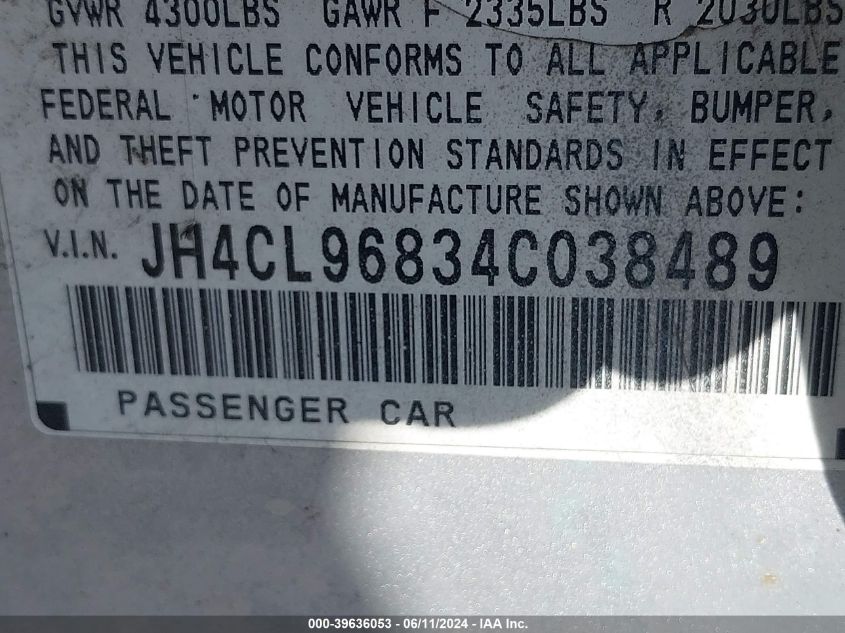 GVWR 4300LBS GAWR F 2335LBS R 2030LBS
THIS VEHICLE CONFORMS TO ALL APPLICABLE
FEDERAL MOTOR VEHICLE SAFETY, BUMPER,
AND THEFT PREVENTION STANDARDS IN EFFECT
ON THE DATE OF MANUFACTURE SHOWN ABOVE:
V.I.N. JH4CL96834C038489
PASSENGER CAR
000-39636053 - 06/11/2024 - IAA Inc.